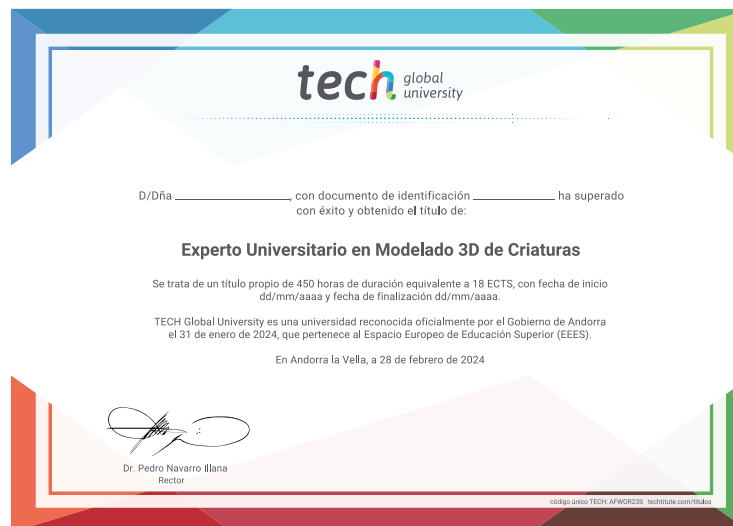 tech global university
D/Dña ____________, con documento de identificación ____________ ha superado
con éxito y obtenido el título de:
Experto Universitario en Modelado 3D de Criaturas
Se trata de un título propio de 450 horas de duración equivalente a 18 ECTS, con fecha de inicio
dd/mm/aaaa y fecha de finalización dd/mm/aaaa.
TECH Global University es una universidad reconocida oficialmente por el Gobierno de Andorra
el 31 de enero de 2024, que pertenece al Espacio Europeo de Educación Superior (EEES).
En Andorra la Vella, a 28 de febrero de 2024
Dr. Pedro Navarro Illana
Rector
código único TECH: AFWOR23S techtitute.com/titulos